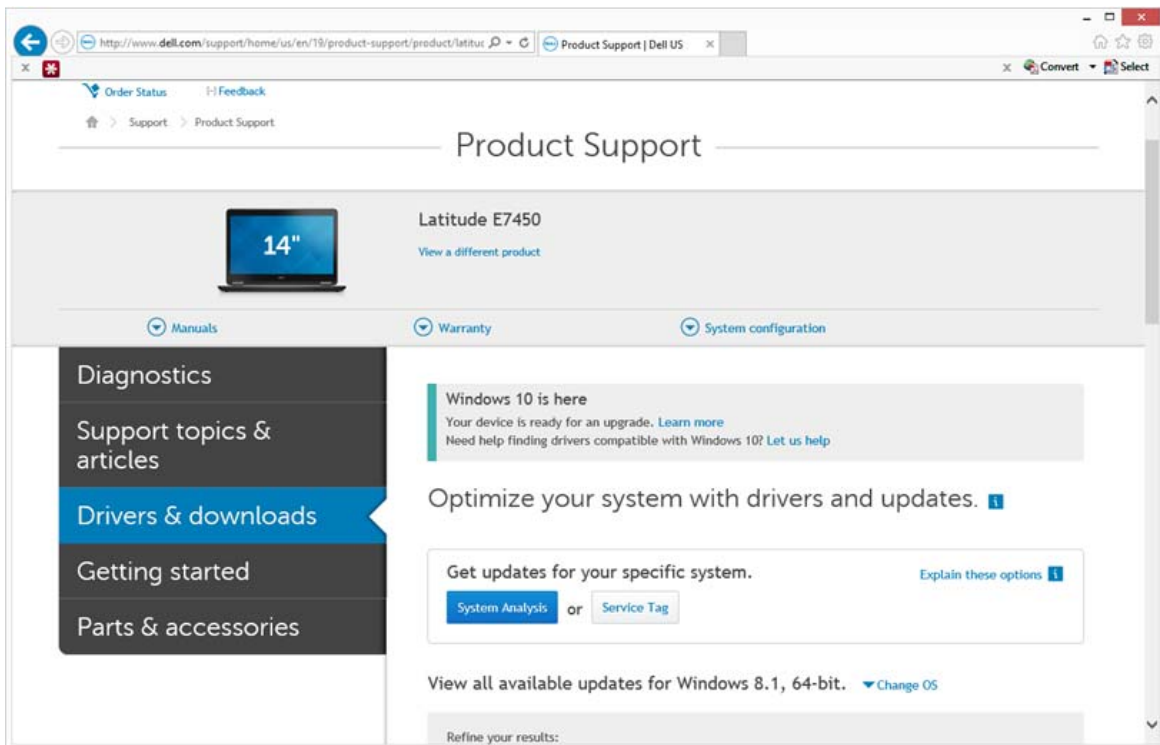 http://www.dell.com/support/home/us/en/19/product-support/product/latituc
Product Support | Dell US
Convert
Select
Order Status
[-] Feedback
Support > Product Support
Product Support
14"
Latitude E7450
View a different product
Manuals
Warranty
System configuration
Diagnostics
Support topics &
articles
Drivers & downloads
Getting started
Parts & accessories
Windows 10 is here
Your device is ready for an upgrade. Learn more
Need help finding drivers compatible with Windows 10? Let us help
Optimize your system with drivers and updates.
Get updates for your specific system.
Explain these options
System Analysis or Service Tag
View all available updates for Windows 8.1, 64-bit. Change OS
Refine your results: